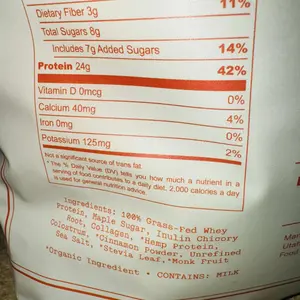 11%
Dietary Fiber 3g
Total Sugars 8g
Includes 7g Added Sugars 14%
Protein 24g 42%
Vitamin D 0mcg 0%
Calcium 40mg 4%
Iron 0mg 0%
Potassium 125mg 2%
Not a significant source of trans fat.
* The % Daily Value (DV) tells you how much a nutrient in a
serving of food contributes to a daily diet. 2,000 calories a day
is used for general nutrition advice.
Ingredients: 100% Grass-Fed Whey
Protein, Maple Sugar, Inulin Chicory
Root, Collagen, *Hemp Protein,
Colostrum, *Cinnamon Powder, Unrefined
Sea Salt, *Stevia Leaf, *Monk Fruit
*Organic Ingredient • CONTAINS: MILK